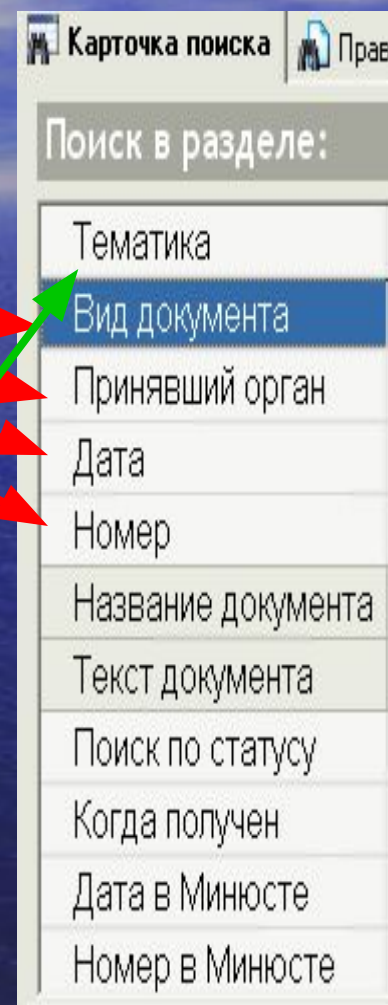 Карточка поиска Прав
Поиск в разделе:
Тематика
Вид документа
Принявший орган
Дата
Номер
Название документа
Текст документа
Поиск по статусу
Когда получен
Дата в Минюсте
Номер в Минюсте